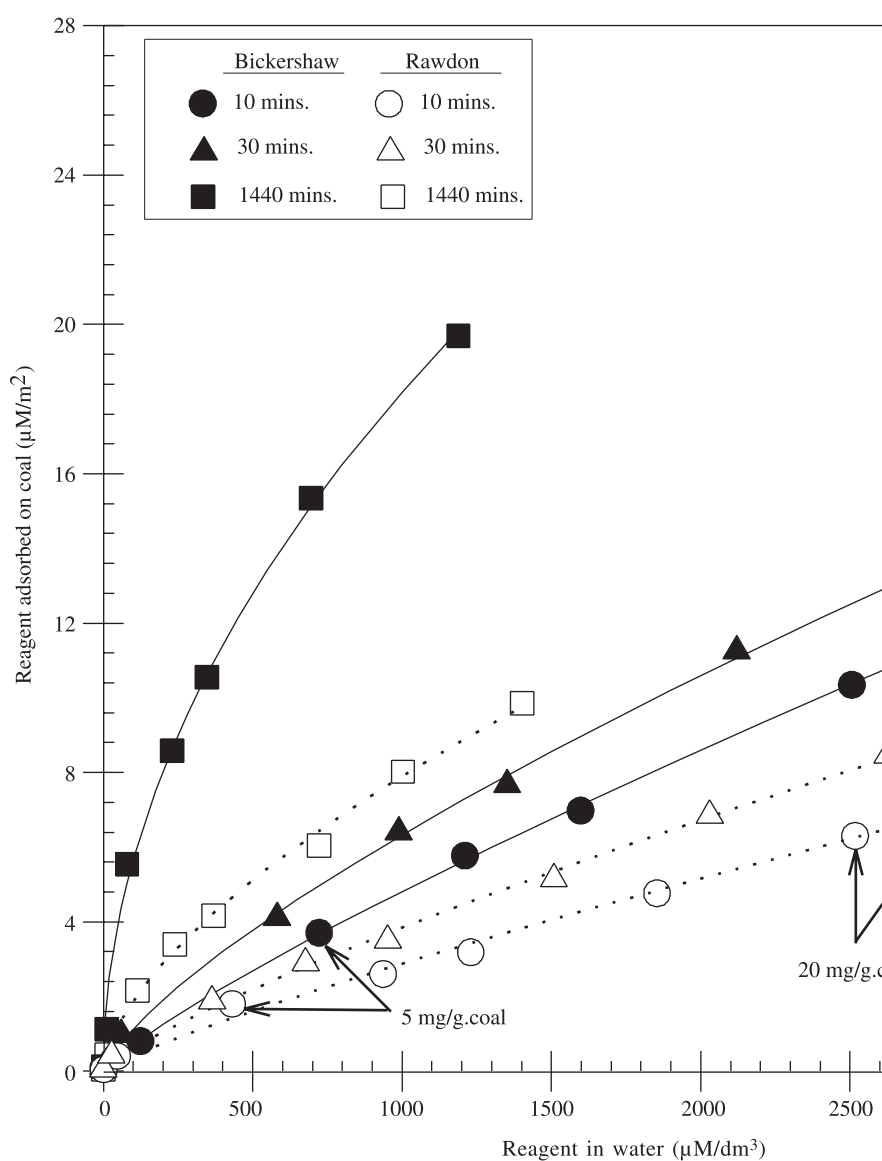 28
Bickershaw Rawdon
10 mins. 10 mins.
30 mins. 30 mins.
1440 mins. 1440 mins.
24
20
16
12
8
4
0
Reagent adsorbed on coal (µM/m²)
5 mg/g.coal
20 mg/g.c
0 500 1000 1500 2000 2500
Reagent in water (µM/dm³)